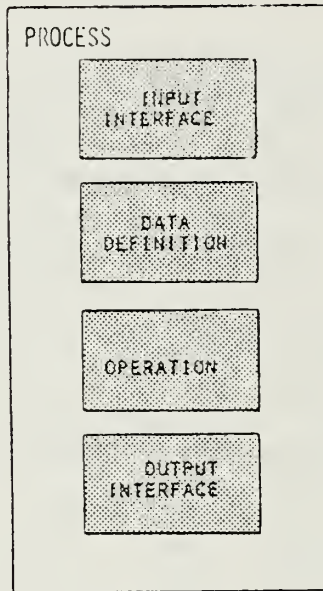 PROCESS
INPUT
INTERFACE
DATA
DEFINITION
OPERATION
OUTPUT
INTERFACE